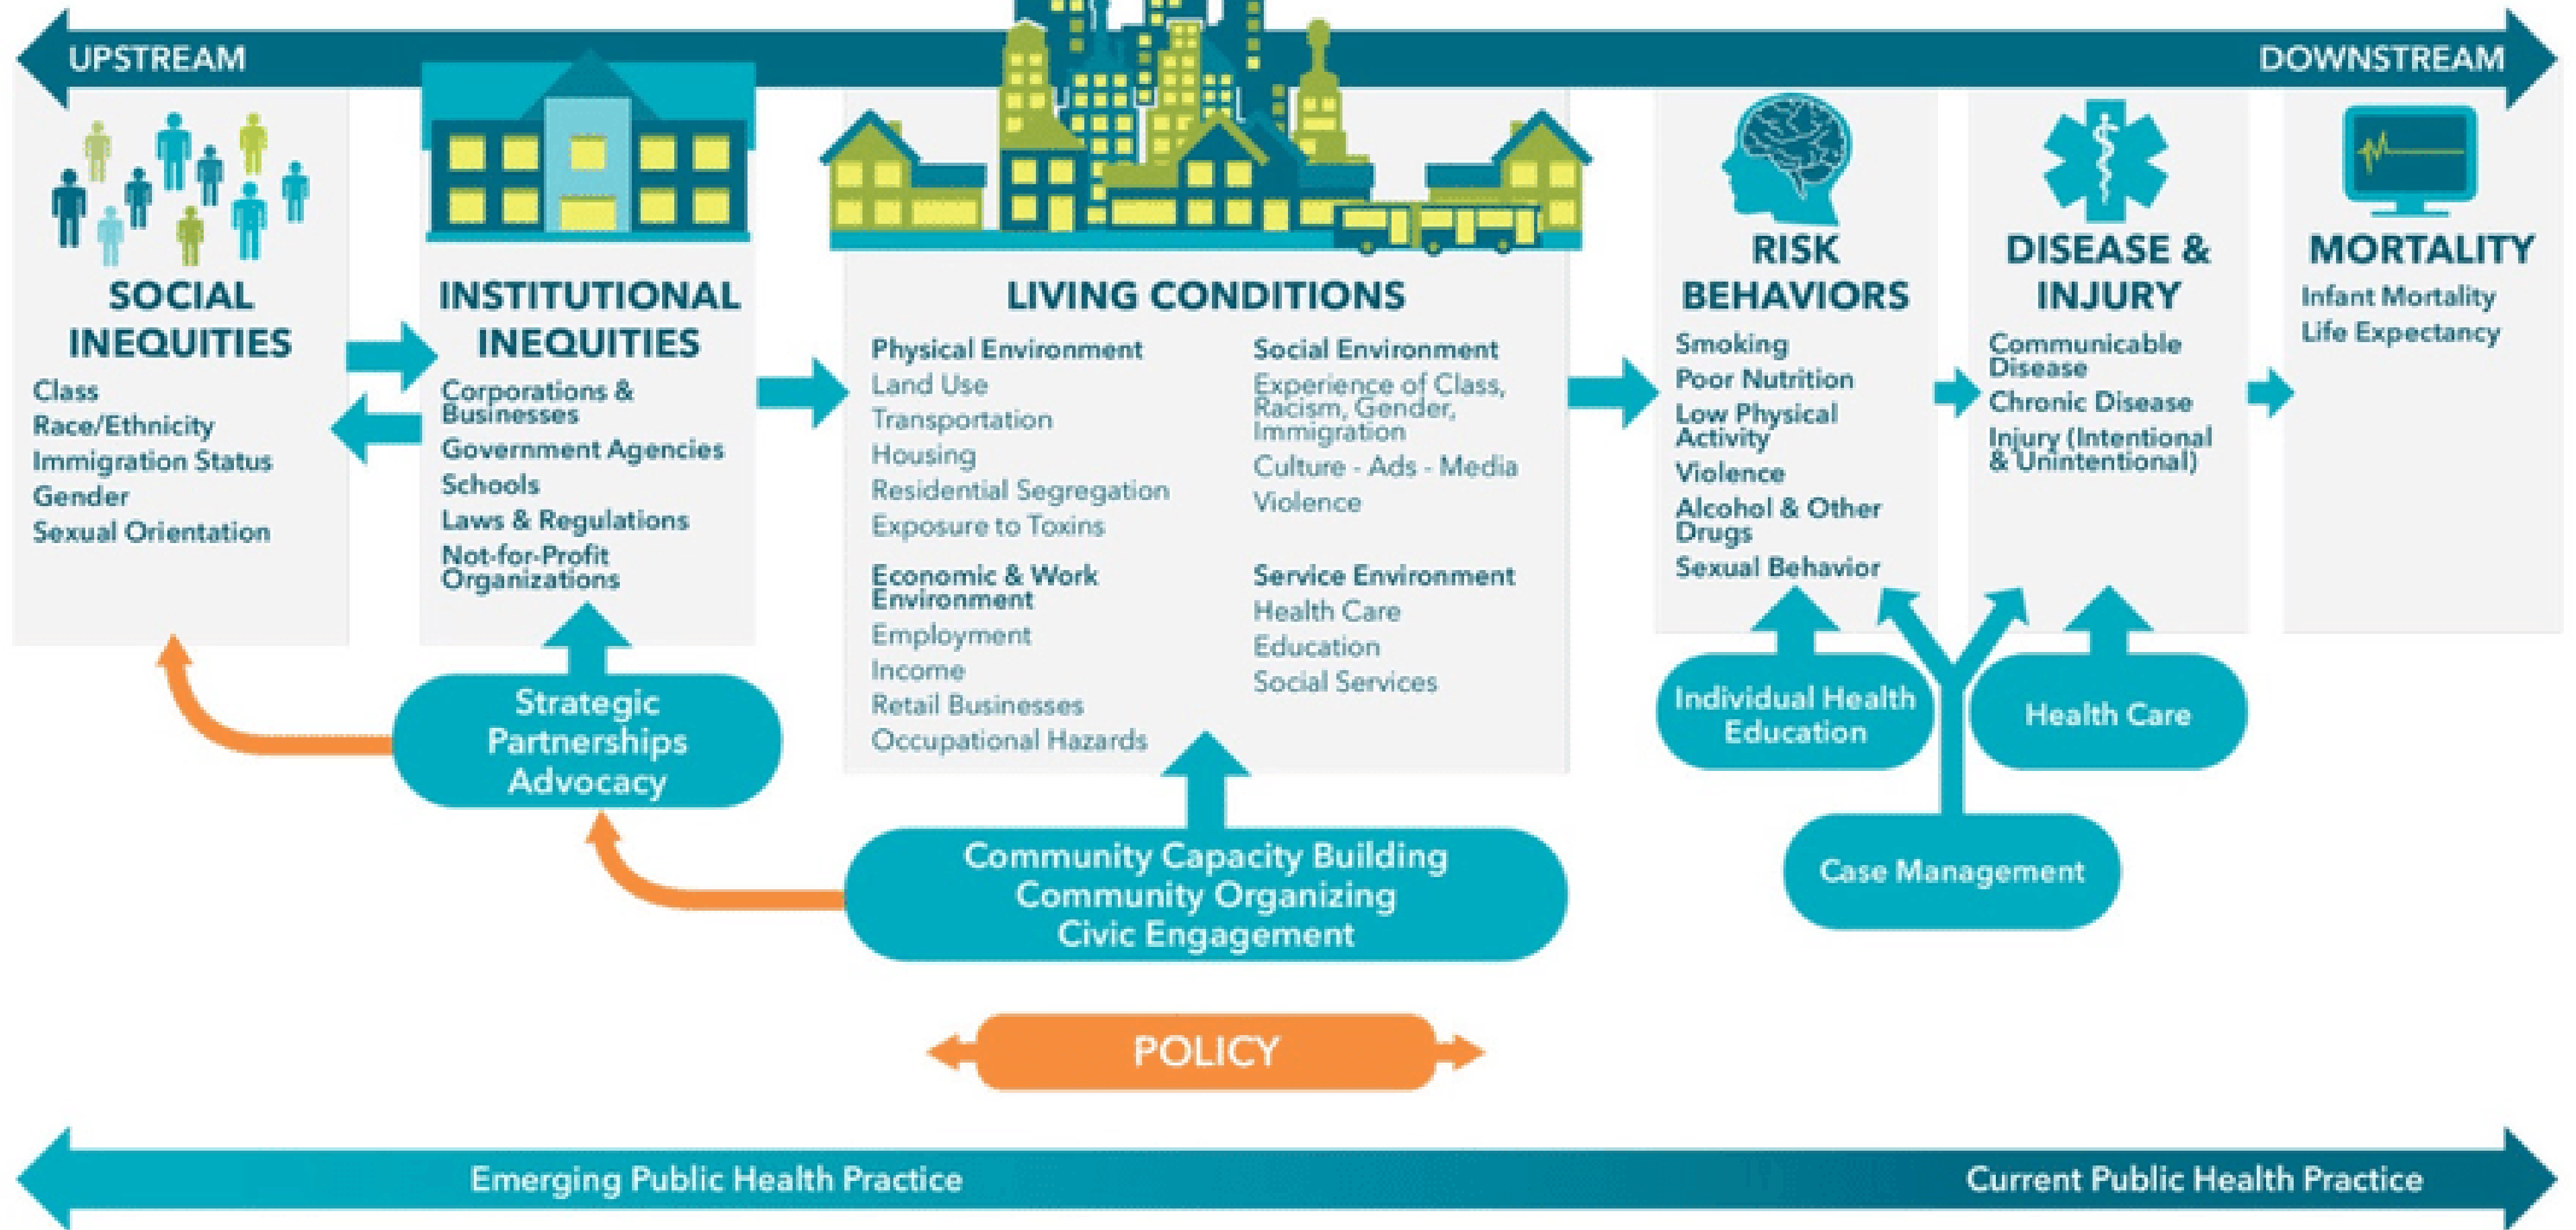 UPSTREAM
DOWNSTREAM
SOCIAL
INEQUITIES
Class
Race/Ethnicity
Immigration Status
Gender
Sexual Orientation
INSTITUTIONAL
INEQUITIES
Corporations &
Businesses
Government Agencies
Schools
Laws & Regulations
Not-for-Profit
Organizations
LIVING CONDITIONS
Physical Environment
Land Use
Transportation
Housing
Residential Segregation
Exposure to Toxins
Economic & Work
Environment
Employment
Income
Retail Businesses
Occupational Hazards
Social Environment
Experience of Class,
Racism, Gender,
Immigration
Culture - Ads - Media
Violence
Service Environment
Health Care
Education
Social Services
RISK
BEHAVIORS
Smoking
Poor Nutrition
Low Physical
Activity
Violence
Alcohol & Other
Drugs
Sexual Behavior
DISEASE &
INJURY
Communicable
Disease
Chronic Disease
Injury (Intentional
& Unintentional)
MORTALITY
Infant Mortality
Life Expectancy
Strategic
Partnerships
Advocacy
Community Capacity Building
Community Organizing
Civic Engagement
Individual Health
Education
Health Care
Case Management
POLICY
Emerging Public Health Practice
Current Public Health Practice